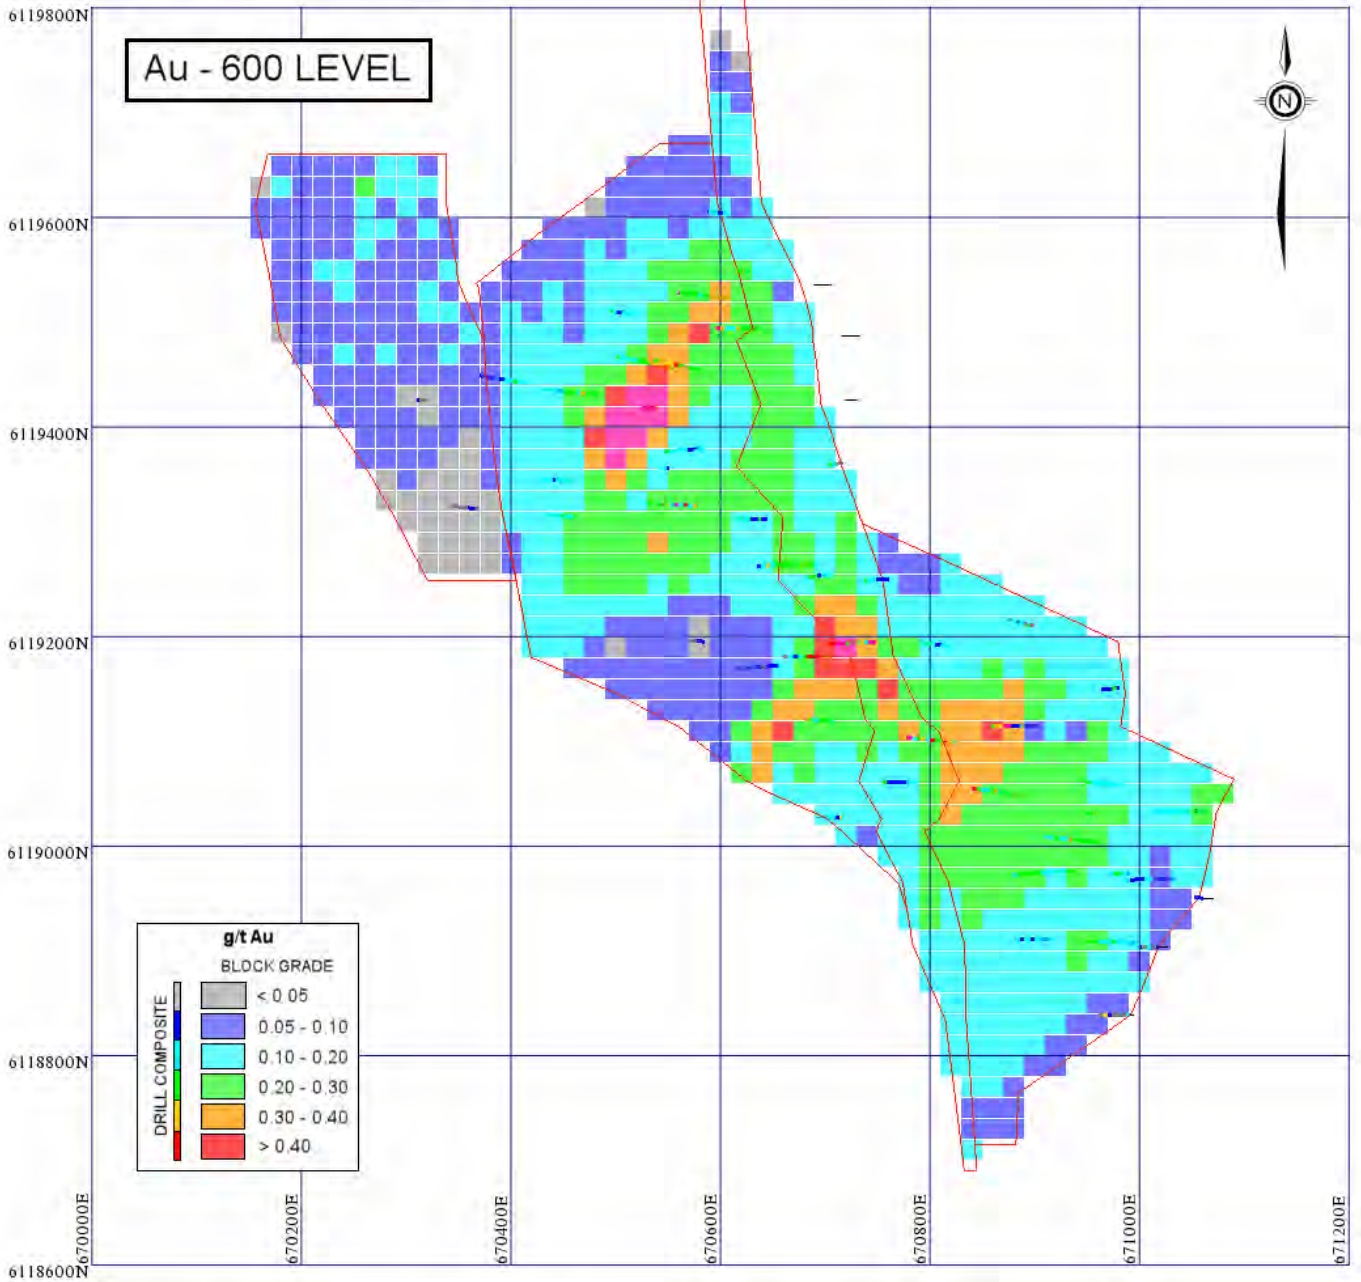 6119800N
Au - 600 LEVEL
N
6119600N
6119400N
6119200N
6119000N
g/t Au
BLOCK GRADE
DRILL COMPOSITE
< 0.05
0.05 - 0.10
0.10 - 0.20
0.20 - 0.30
0.30 - 0.40
> 0.40
6118800N
670000E
670200E
670400E
670600E
670800E
671000E
671200E
6118600N